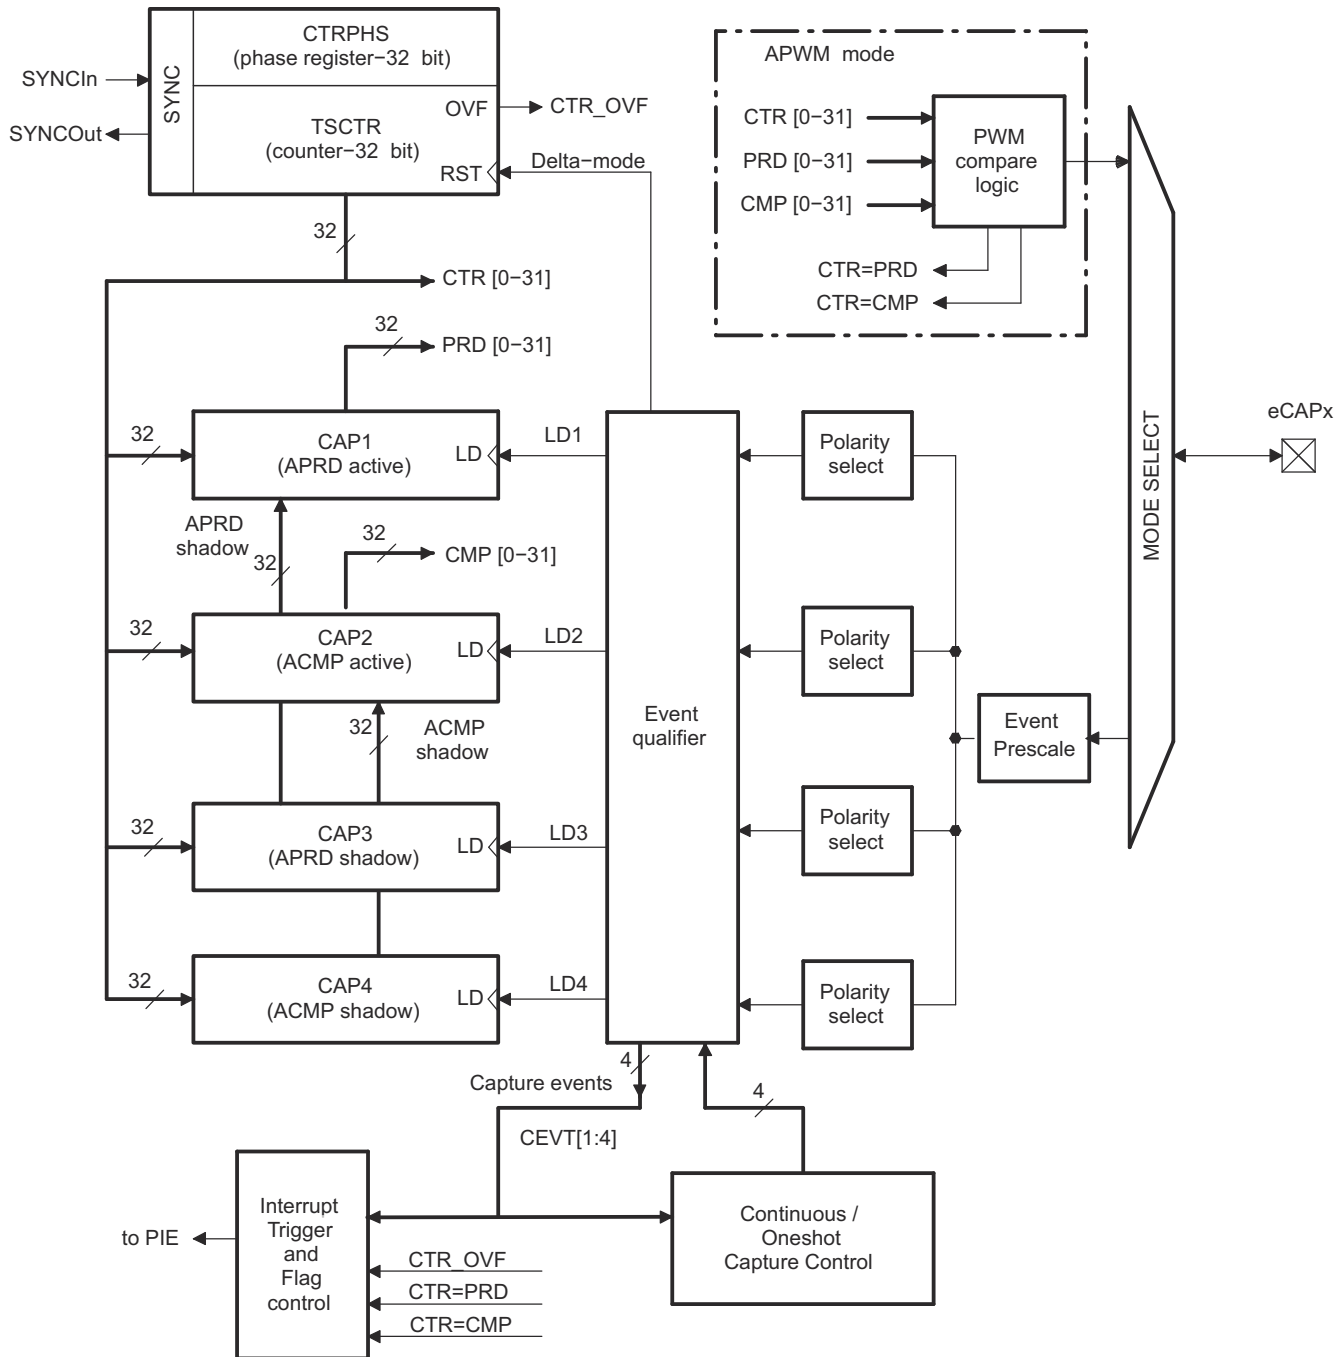 CTRPHS
(phase register−32 bit)
SYNCIn
SYNC
OVF
CTR_OVF
SYNCOut
TSCTR
(counter−32 bit)
RST
Delta−mode
32
CTR [0−31]
32
PRD [0−31]
APWM mode
CTR [0−31]
PRD [0−31]
CMP [0−31]
PWM
compare
logic
CTR=PRD
CTR=CMP
32
CAP1
(APRD active)
LD
LD1
Polarity
select
MODE SELECT
eCAPx
APRD
shadow
32
32
CMP [0−31]
32
CAP2
(ACMP active)
LD
LD2
Polarity
select
32
ACMP
shadow
Event
qualifier
Event
Prescale
32
CAP3
(APRD shadow)
LD
LD3
Polarity
select
32
CAP4
(ACMP shadow)
LD
LD4
Polarity
select
4
Capture events
4
CEVT[1:4]
to PIE
Interrupt
Trigger
and
Flag
control
CTR_OVF
CTR=PRD
CTR=CMP
Continuous /
Oneshot
Capture Control